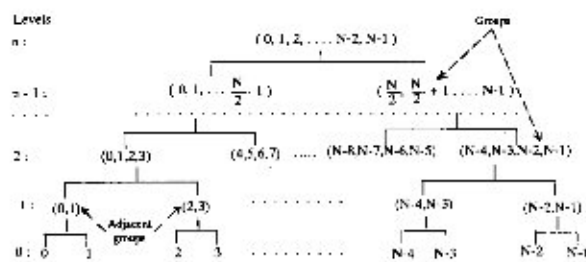 Levels
Groups
n : (0, 1, 2, .... N-2, N-1)
n - 1 : (0, 1, ... N/2 - 1) (N/2, N/2 + 1 .... N-1)
2 : (0,1,2,3) (4,5,6,7) ..... (N-8,N-7,N-6,N-5) (N-4,N-3,N-2,N-1)
1 : (0,1) (2,3) (N-4,N-3) (N-2,N-1)
Adjacent
groups
0 : 0 1 2 3 N-4 N-3 N-2 N-1